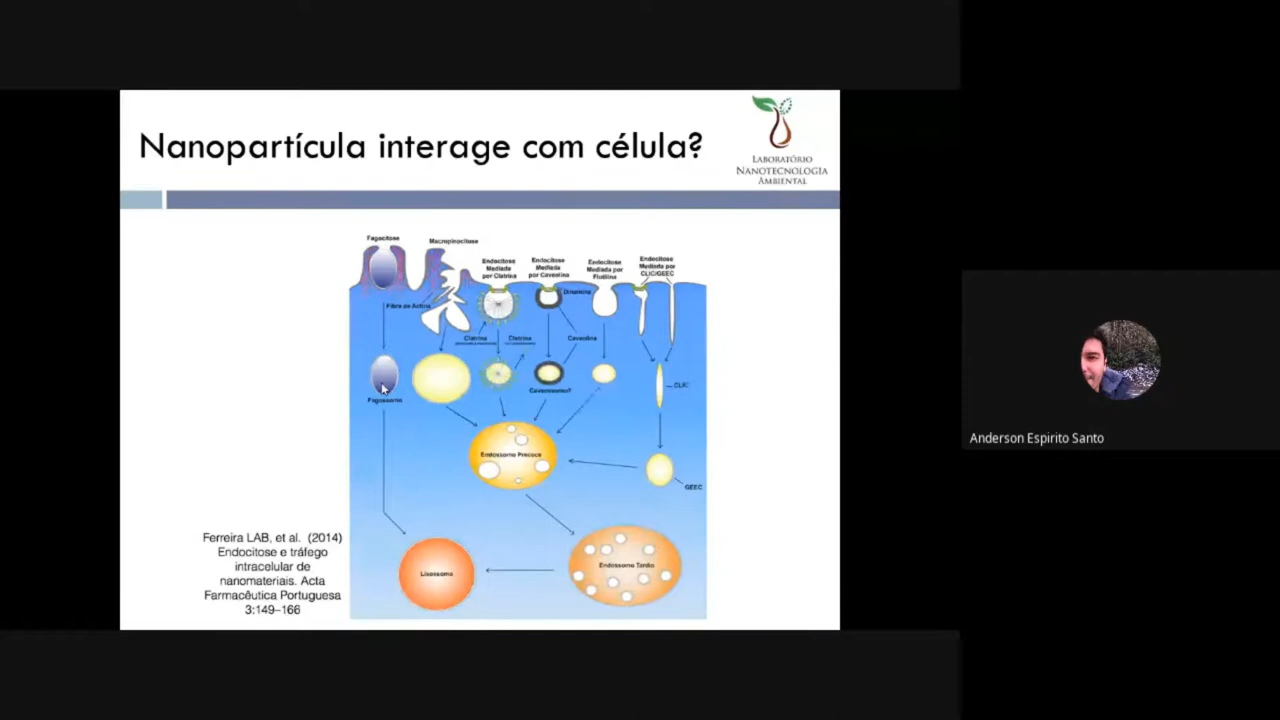 Nanopartícula interage com célula?
LABORATÓRIO
NANOTECNOLOGIA
AMBIENTAL
Fagocitose
Macropinocitose
Endocitose
Mediada
por Clatrina
Endocitose
Mediada
por Caveolina
Endocitose
Mediada por
Flotilina
Endocitose
Mediada por
CLIC/GEEC
Dinamina
Fibra de Actina
Clatrina
Clatrina
Caveolina
Fagossomo
Caveossomo?
CLIC
Endossomo Precoce
GEEC
Endossomo Tardio
Lisossomo
Ferreira LAB, et al. (2014)
Endocitose e tráfego
intracelular de
nanomateriais. Acta
Farmacêutica Portuguesa
3:149–166
Anderson Espirito Santo